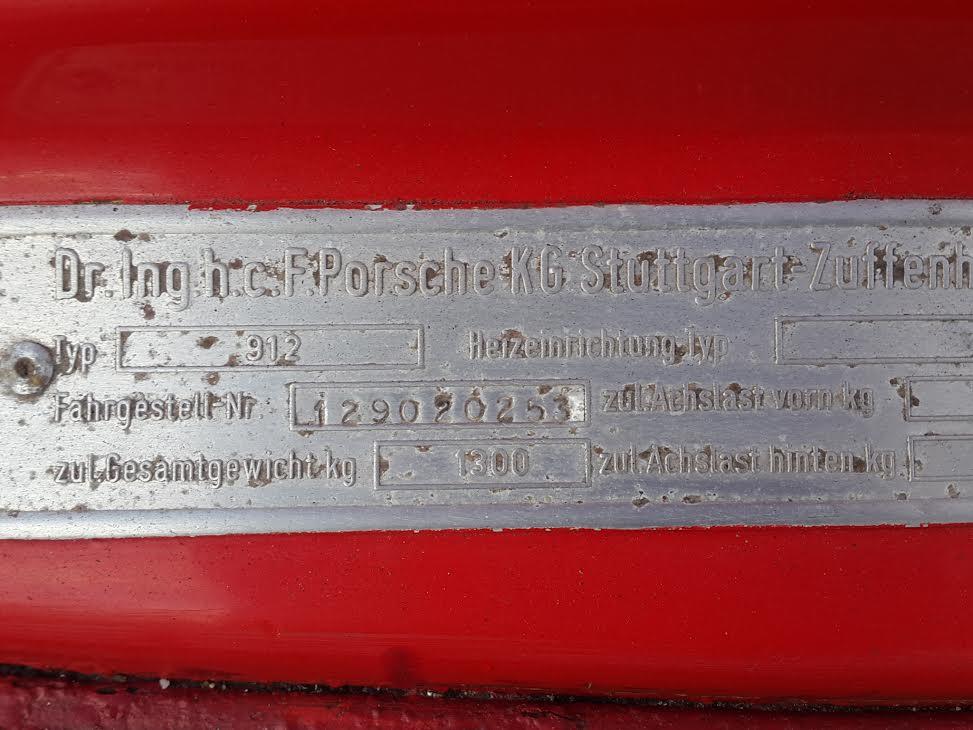 Dr. Ing.h.c.F.Porsche KG Stuttgart-Zuffenh
Typ 912 Heizeinrichtung Typ
Fahrgestell-Nr 129020253 zul.Achslast vorn kg
zul.Gesamtgewicht kg 1300 zul.Achslast hinten kg